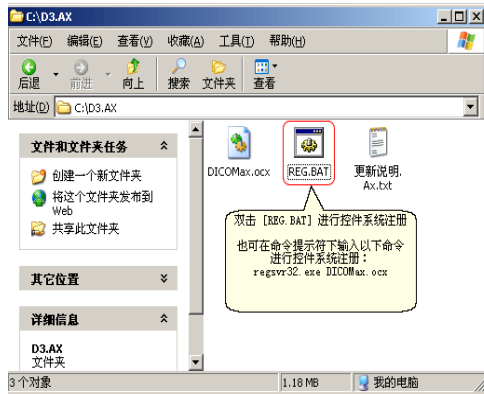 C:\D3.AX
文件(F) 编辑(E) 查看(V) 收藏(A) 工具(T) 帮助(H)
后退 前进 向上 搜索 文件夹 查看
地址(D) C:\D3.AX
文件和文件夹任务
创建一个新文件夹
将这个文件夹发布到
Web
共享此文件夹
其它位置
详细信息
D3.AX
文件夹
DICOMax.ocx
REG.BAT
更新说明.
Ax.txt
双击 [REG.BAT] 进行控件系统注册
也可在命令提示符下输入以下命令
进行控件系统注册：
regsvr32.exe DICOMax.ocx
3 个对象 1.18 MB 我的电脑